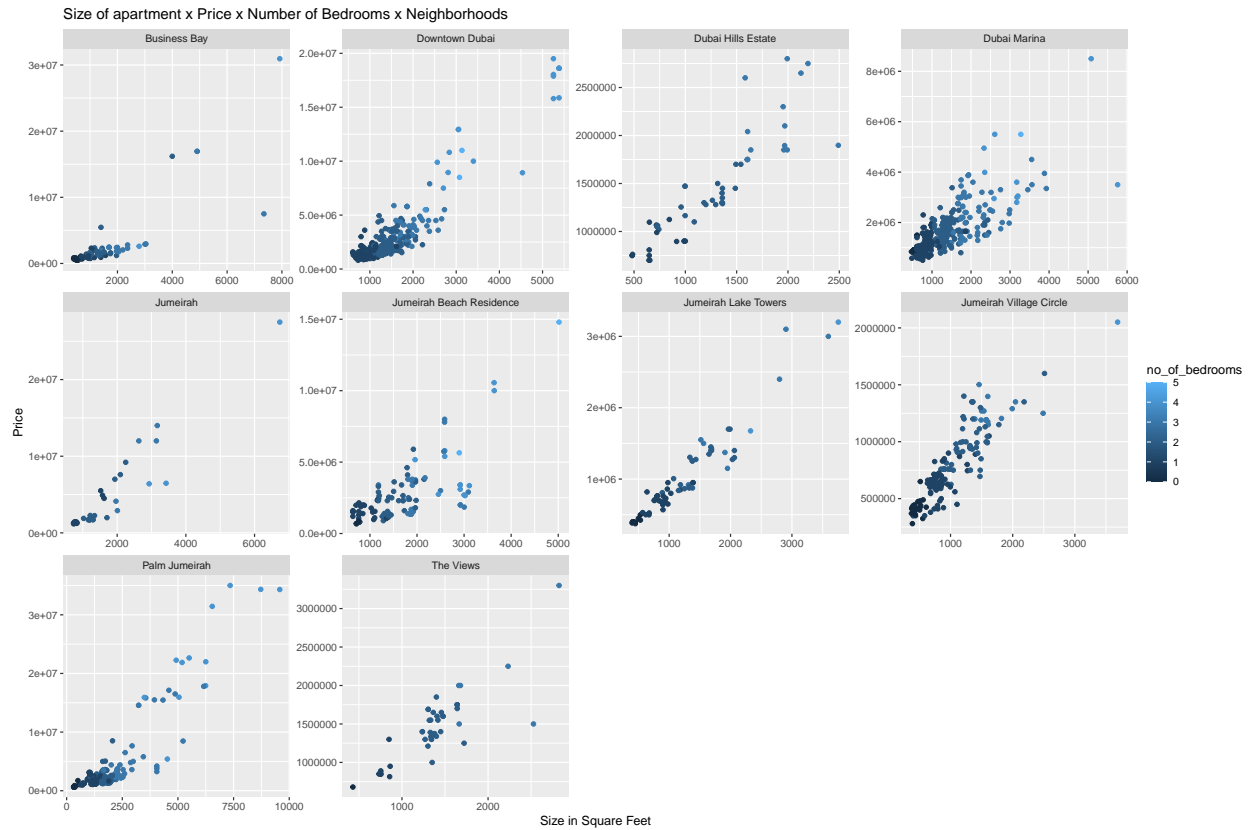 Size of apartment x Price x Number of Bedrooms x Neighborhoods
Business Bay
Downtown Dubai
Dubai Hills Estate
Dubai Marina
3e+07
2e+07
1e+07
0e+00
2000 4000 6000 8000
2.0e+07
1.5e+07
1.0e+07
5.0e+06
0.0e+00
1000 2000 3000 4000 5000
2500000
2000000
1500000
1000000
500 1000 1500 2000 2500
8e+06
6e+06
4e+06
2e+06
1000 2000 3000 4000 5000 6000
Jumeirah
Jumeirah Beach Residence
Jumeirah Lake Towers
Jumeirah Village Circle
2e+07
1e+07
0e+00
2000 4000 6000
1.5e+07
1.0e+07
5.0e+06
0.0e+00
1000 2000 3000 4000 5000
3e+06
2e+06
1e+06
1000 2000 3000
2000000
1500000
1000000
500000
1000 2000 3000
Palm Jumeirah
The Views
3e+07
2e+07
1e+07
0e+00
0 2500 5000 7500 10000
3000000
2500000
2000000
1500000
1000000
1000 2000
Price
Size in Square Feet
no_of_bedrooms
5
4
3
2
1
0